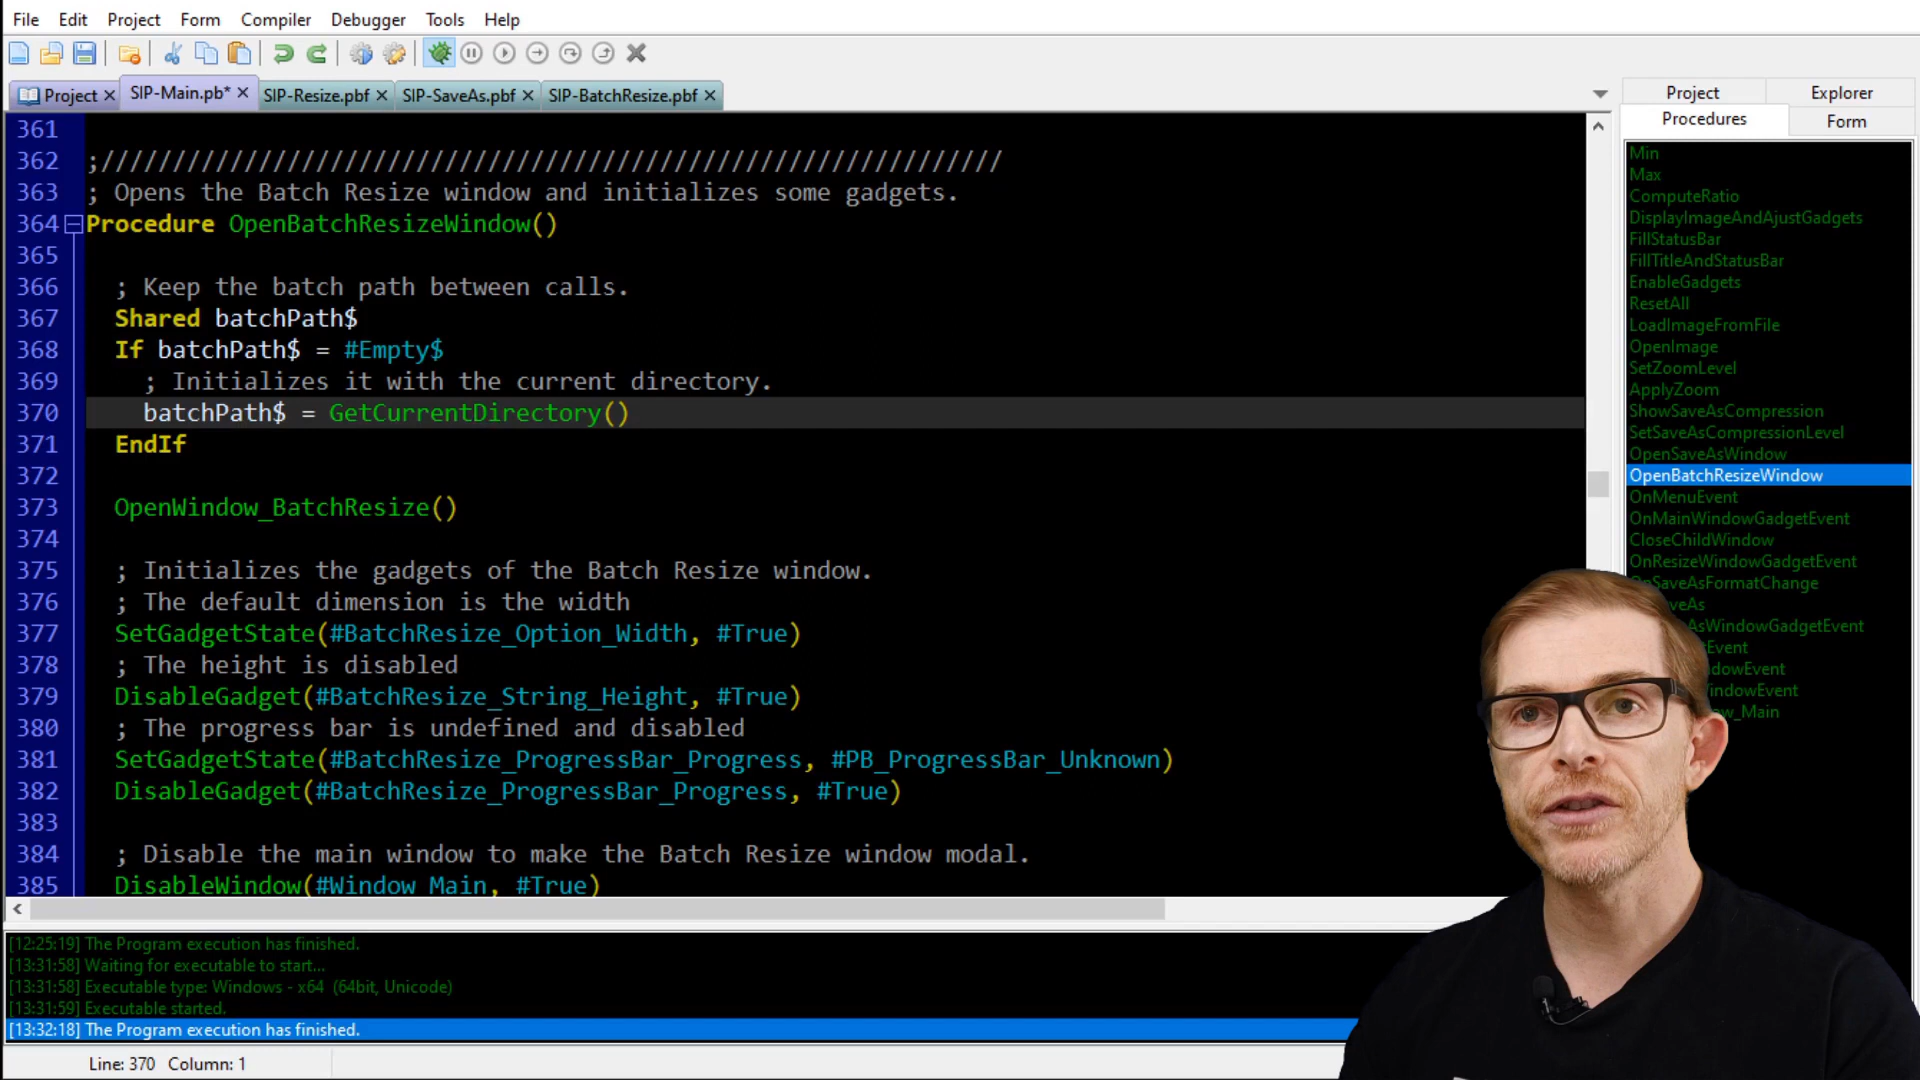 File Edit Project Form Compiler Debugger Tools Help
Project SIP-Main.pb* SIP-Resize.pbf SIP-SaveAs.pbf SIP-BatchResize.pbf
361
362 ;///////////////////////////////////////////////////////////////
363 ; Opens the Batch Resize window and initializes some gadgets.
364 Procedure OpenBatchResizeWindow()
365
366 ; Keep the batch path between calls.
367 Shared batchPath$
368 If batchPath$ = #Empty$
369 ; Initializes it with the current directory.
370 batchPath$ = GetCurrentDirectory()
371 EndIf
372
373 OpenWindow_BatchResize()
374
375 ; Initializes the gadgets of the Batch Resize window.
376 ; The default dimension is the width
377 SetGadgetState(#BatchResize_Option_Width, #True)
378 ; The height is disabled
379 DisableGadget(#BatchResize_String_Height, #True)
380 ; The progress bar is undefined and disabled
381 SetGadgetState(#BatchResize_ProgressBar_Progress, #PB_ProgressBar_Unknown)
382 DisableGadget(#BatchResize_ProgressBar_Progress, #True)
383
384 ; Disable the main window to make the Batch Resize window modal.
385 DisableWindow(#Window_Main, #True)
Project Explorer
Procedures Form
Min
Max
ComputeRatio
DisplayImageAndAjustGadgets
FillStatusBar
FillTitleAndStatusBar
EnableGadgets
ResetAll
LoadImageFromFile
OpenImage
SetZoomLevel
ApplyZoom
ShowSaveAsCompression
SetSaveAsCompressionLevel
OpenSaveAsWindow
OpenBatchResizeWindow
OnMenuEvent
OnMainWindowGadgetEvent
CloseChildWindow
OnResizeWindowGadgetEvent
SaveAsFormatChange
veAs
AsWindowGadgetEvent
Event
dowEvent
indowEvent
w_Main
[12:25:19] The Program execution has finished.
[13:31:58] Waiting for executable to start...
[13:31:58] Executable type: Windows - x64 (64bit, Unicode)
[13:31:59] Executable started.
[13:32:18] The Program execution has finished.
Line: 370 Column: 1